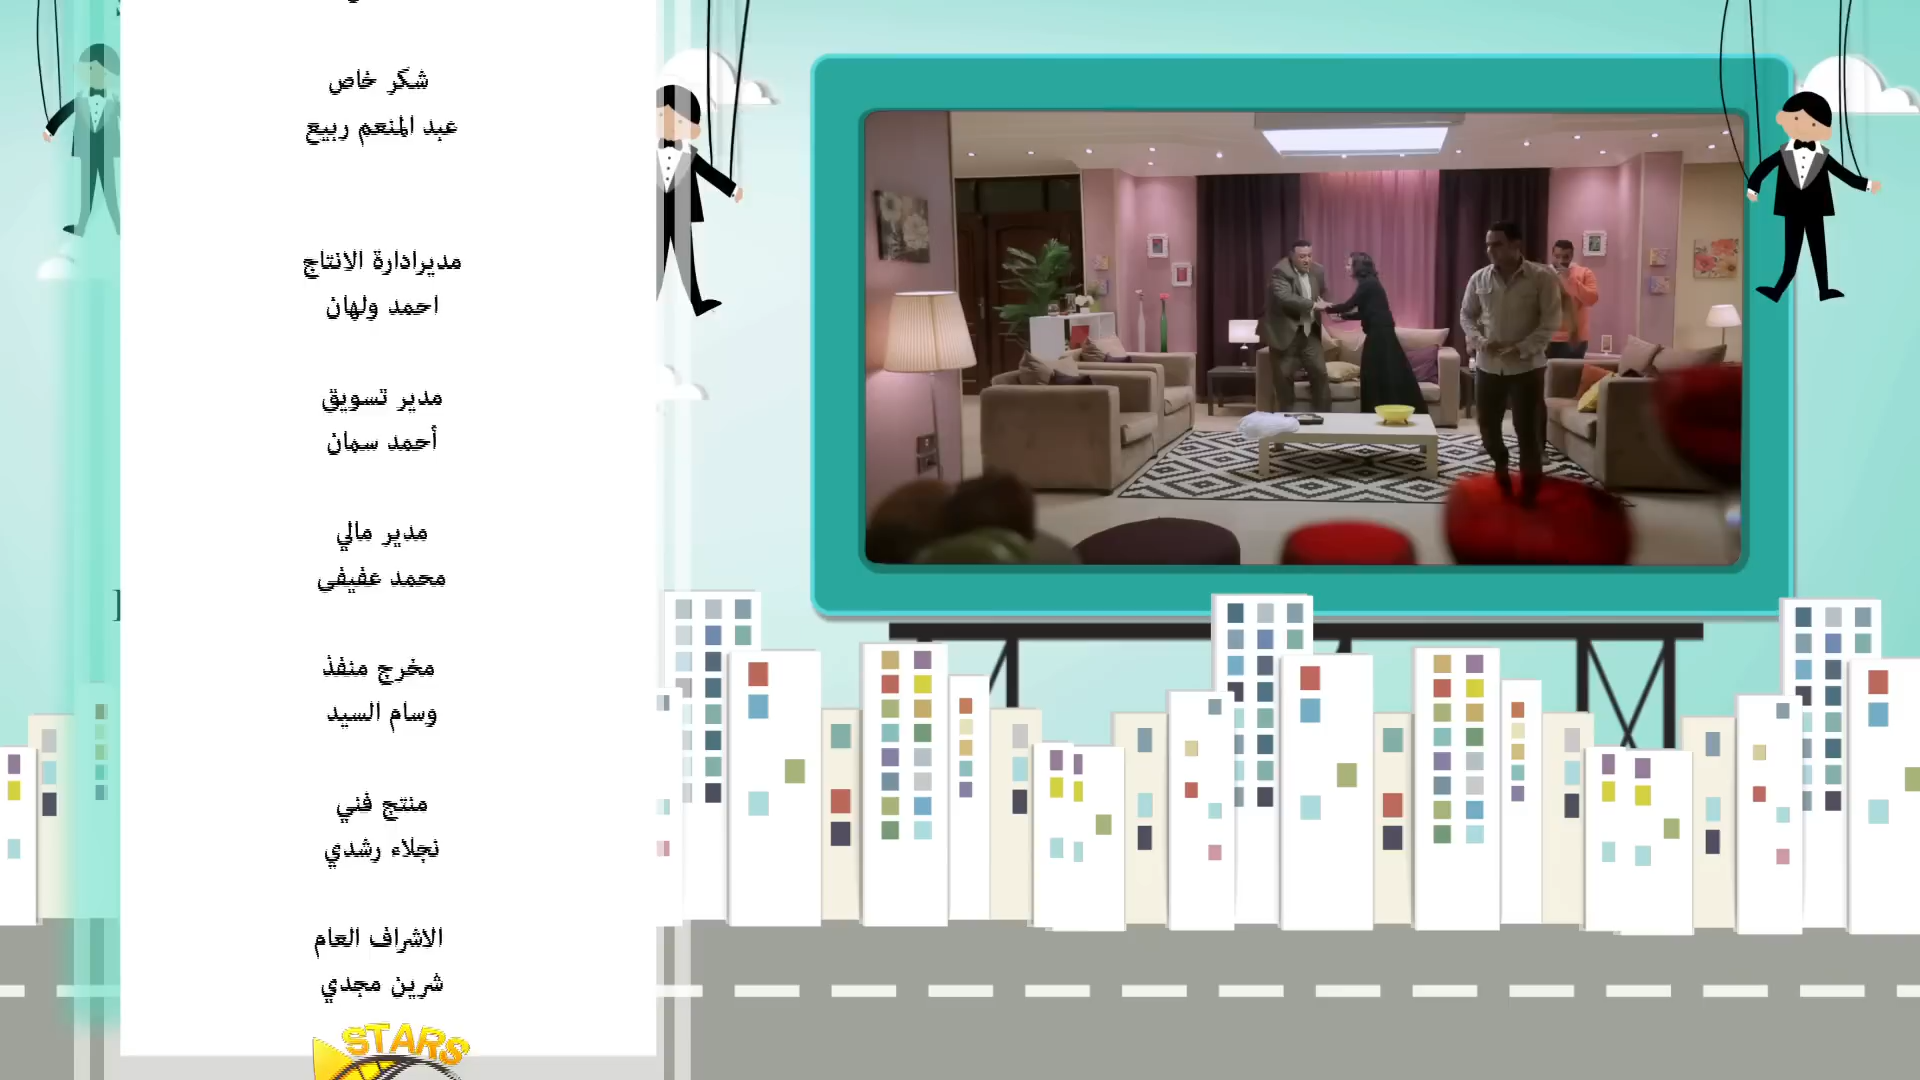 شكر خاص
عبد المنعم ربيع
مديرادارة الانتاج
احمد ولهان
مدير تسويق
أحمد سمان
مدير مالي
محمد عفيفى
مخرج منفذ
وسام السيد
منتج فني
نجلاء رشدي
الاشراف العام
شرين مجدي
STARS